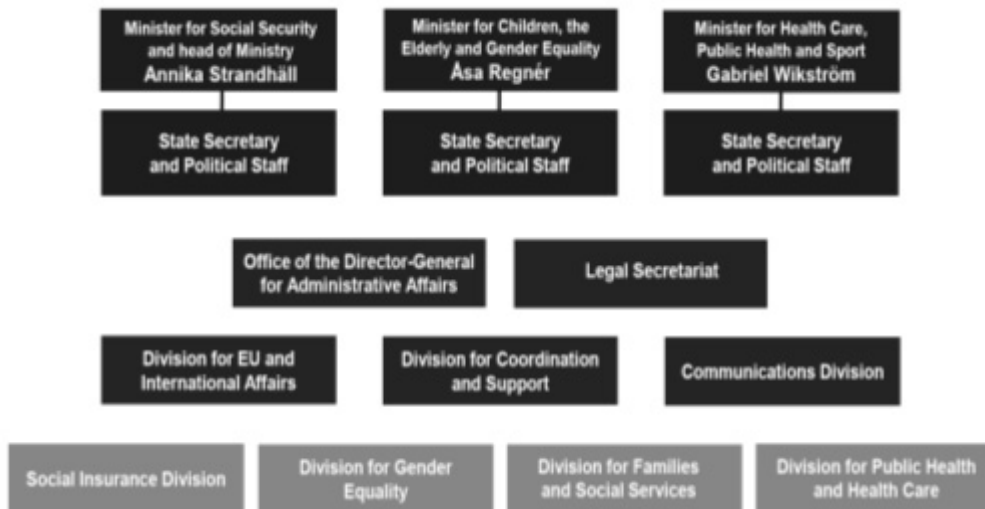 Minister for Social Security
and head of Ministry
Annika Strandhäll
Minister for Children, the
Elderly and Gender Equality
Åsa Regnér
Minister for Health Care,
Public Health and Sport
Gabriel Wikström
State Secretary
and Political Staff
State Secretary
and Political Staff
State Secretary
and Political Staff
Office of the Director-General
for Administrative Affairs
Legal Secretariat
Division for EU and
International Affairs
Division for Coordination
and Support
Communications Division
Social Insurance Division
Division for Gender
Equality
Division for Families
and Social Services
Division for Public Health
and Health Care